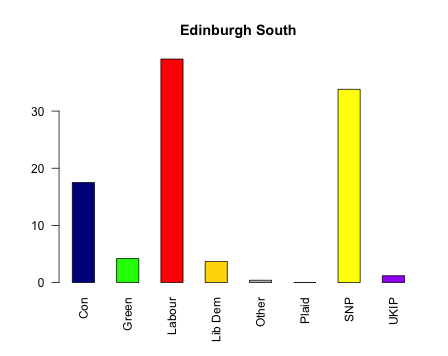 Edinburgh South
30
20
10
0
Con
Green
Labour
Lib Dem
Other
Plaid
SNP
UKIP